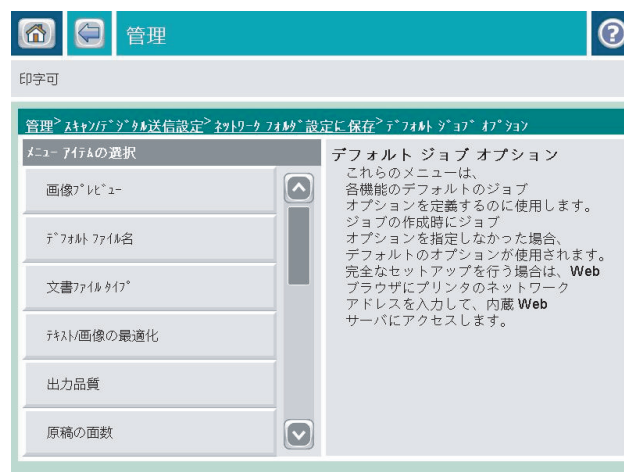 管理
?
印字可
管理>ｽｷｬﾝ/ﾃﾞｼﾞﾀﾙ送信設定>ﾈｯﾄﾜｰｸ ﾌｫﾙﾀﾞ設定に保存>ﾃﾞﾌｫﾙﾄ ｼﾞｮﾌﾞ ｵﾌﾟｼｮﾝ
ﾒﾆｭｰ ｱｲﾃﾑの選択
画像ﾌﾟﾚﾋﾞｭｰ
ﾃﾞﾌｫﾙﾄ ﾌｧｲﾙ名
文書ﾌｧｲﾙ ﾀｲﾌﾟ
ﾃｷｽﾄ/画像の最適化
出力品質
原稿の面数
デフォルト ジョブ オプション
これらのメニューは、
各機能のデフォルトのジョブ
オプションを定義するのに使用します。
ジョブの作成時にジョブ
オプションを指定しなかった場合、
デフォルトのオプションが使用されます。
完全なセットアップを行う場合は、Web
ブラウザにプリンタのネットワーク
アドレスを入力して、内蔵 Web
サーバにアクセスします。